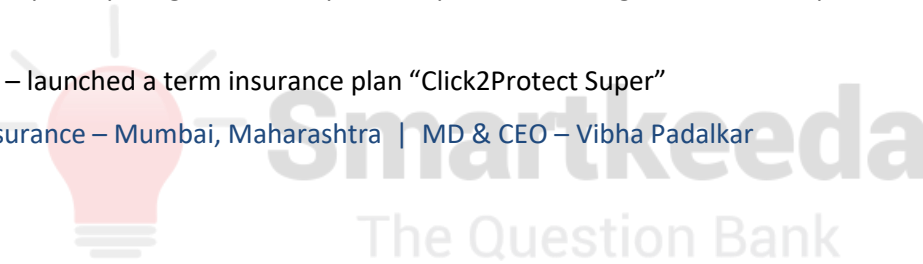 – launched a term insurance plan “Click2Protect Super”
surance – Mumbai, Maharashtra | MD & CEO – Vibha Padalkar
Smartkeeda
The Question Bank